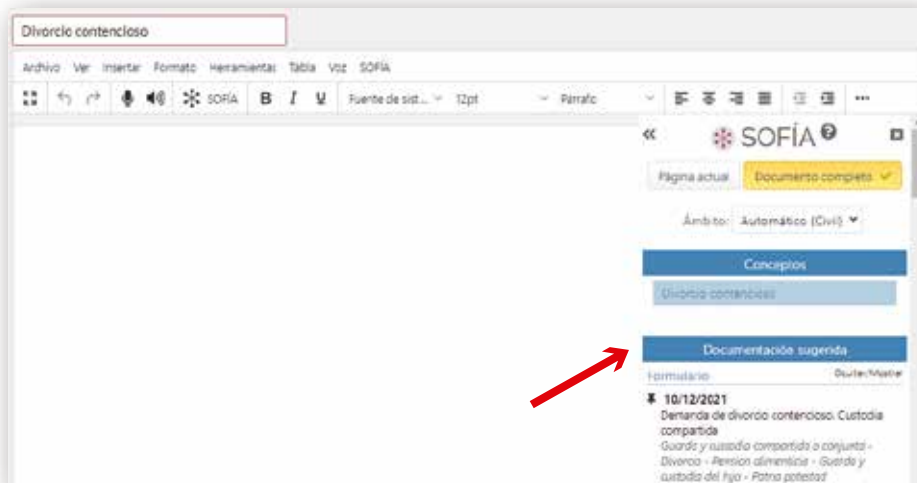 Divorcio contencioso
Archivo Ver Insertar Formato Herramientas Tabla Voz SOFÍA
SOFÍA B I U Fuente de sist... 12pt Párrafo ...
« SOFÍA ?
Página actual Documento completo
Ámbito: Automático (Civil)
Conceptos
Divorcio contencioso
Documentación sugerida
Formulario Ocultar/Mostrar
10/12/2021
Demanda de divorcio contencioso. Custodia
compartida
Guarda y custodia compartida o conjunta -
Divorcio - Pension alimenticia - Guarda y
custodia del hijo - Patria potestad